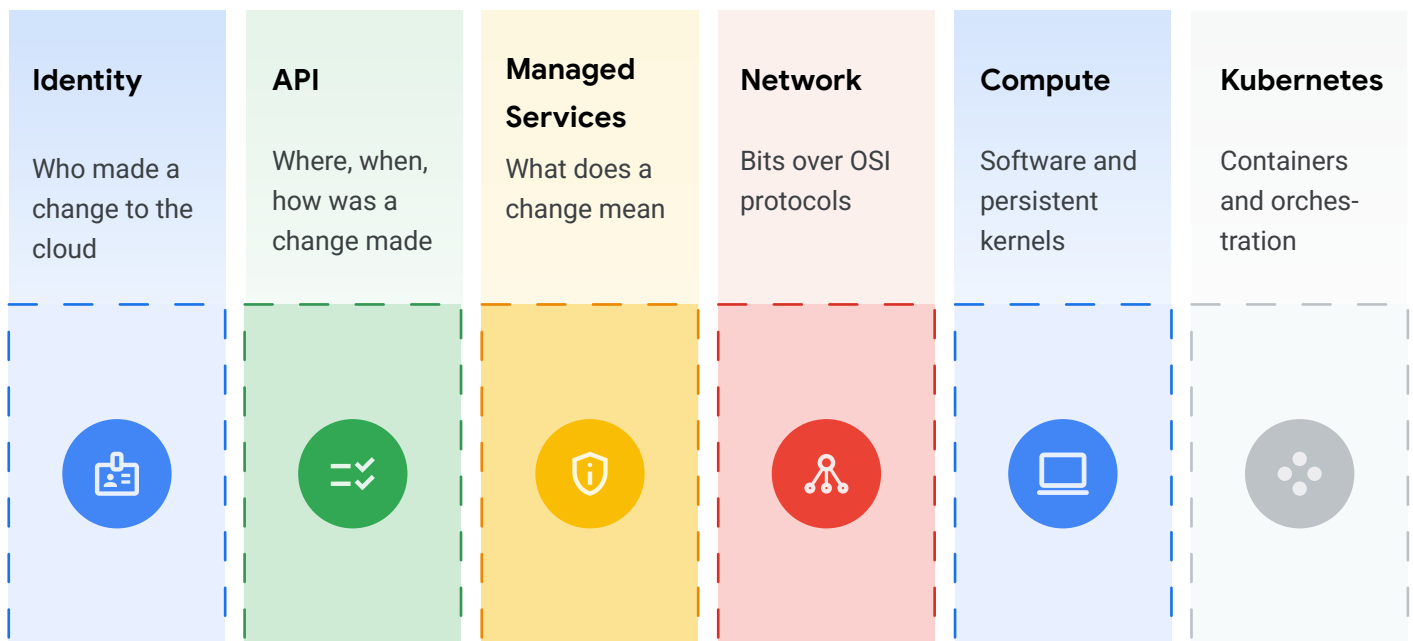 Identity
Who made a
change to the
cloud
API
Where, when,
how was a
change made
Managed
Services
What does a
change mean
Network
Bits over OSI
protocols
Compute
Software and
persistent
kernels
Kubernetes
Containers
and orches-
tration